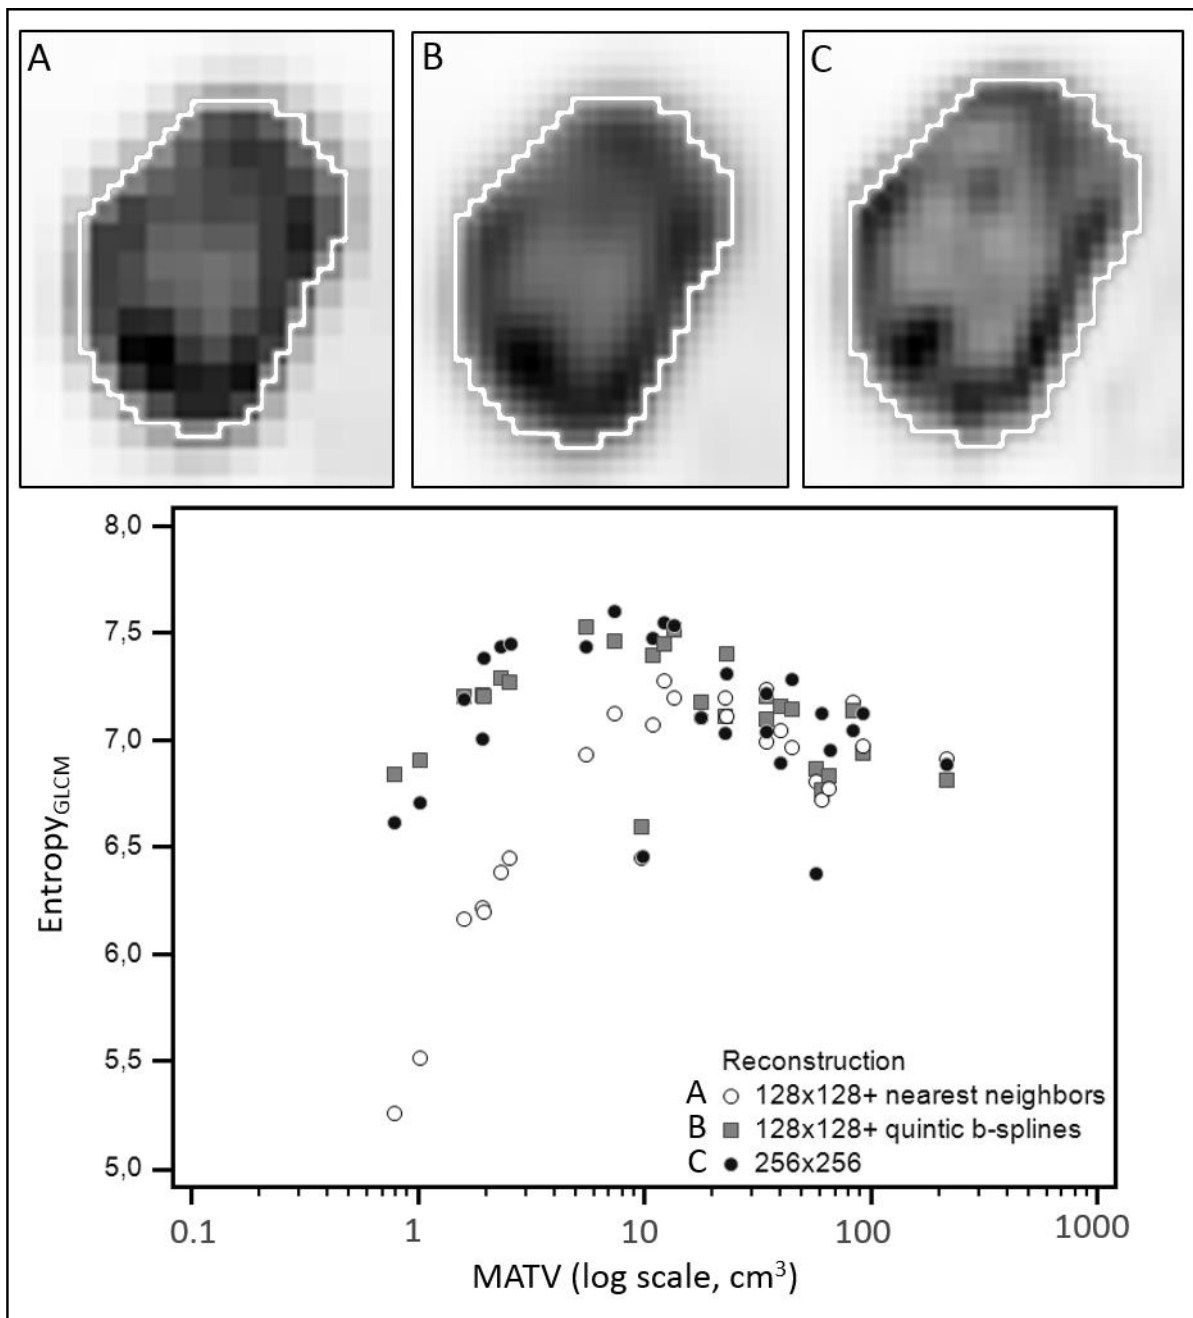 A
B
C
8,0
7,5
7,0
6,5
6,0
5,5
5,0
Entropy_GLCM
Reconstruction
A 128x128+ nearest neighbors
B 128x128+ quintic b-splines
C 256x256
0.1 1 10 100 1000
MATV (log scale, cm³)